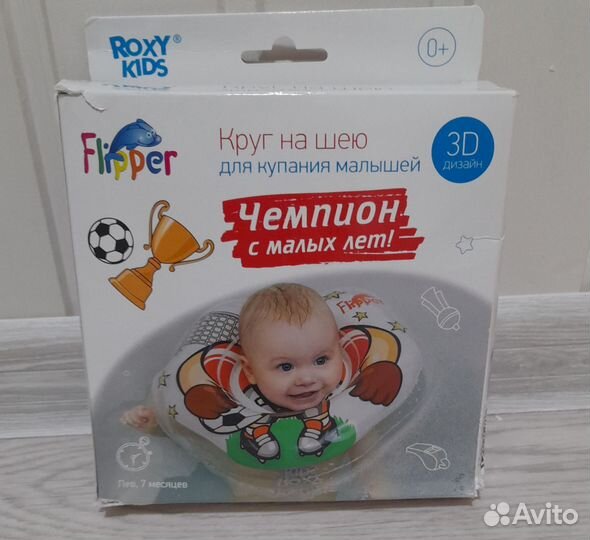 ROXY®
KIDS
0+
Flipper
Круг на шею
для купания малышей
3D
дизайн
Чемпион
с малых лет!
Flipper
Лев, 7 месяцев
Avito